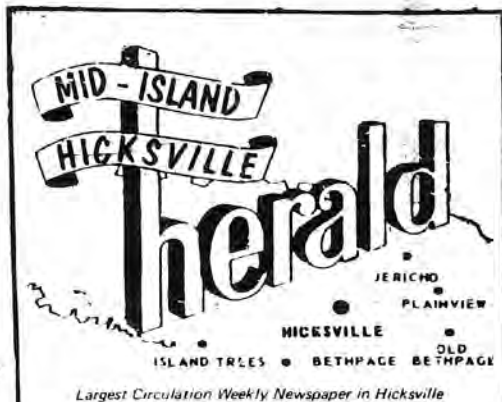 MID - ISLAND
HICKSVILLE
herald
JERICHO
PLAINVIEW
HICKSVILLE
OLD
ISLAND TREES BETHPAGE BETHPAGE
Largest Circulation Weekly Newspaper in Hicksville